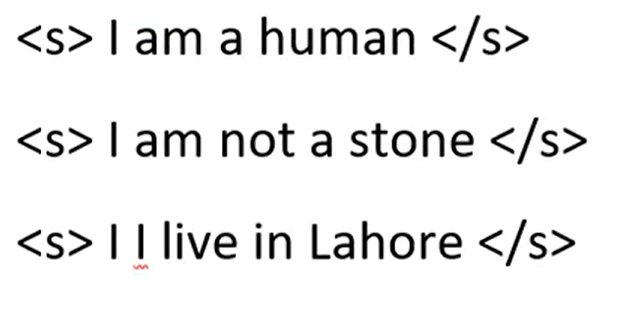 <s> I am a human </s>
<s> I am not a stone </s>
<s> I I live in Lahore </s>